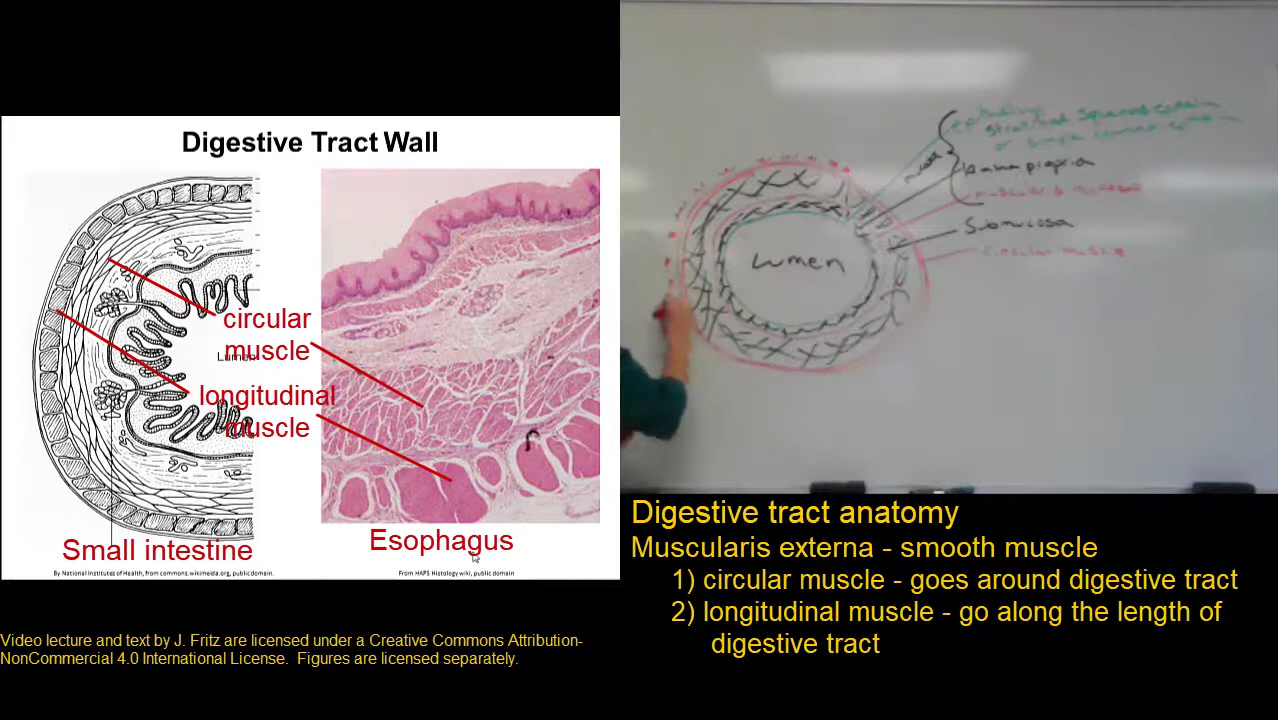 Digestive Tract Wall
circular
muscle
Lumen
longitudinal
muscle
Small intestine
Esophagus
By National Institutes of Health, from commons.wikimedia.org, public domain.
From HAPS Histology wiki, public domain
Video lecture and text by J. Fritz are licensed under a Creative Commons Attribution-
NonCommercial 4.0 International License. Figures are licensed separately.
lamina propria
Submucosa
circular muscle
Lumen
Digestive tract anatomy
Muscularis externa - smooth muscle
1) circular muscle - goes around digestive tract
2) longitudinal muscle - go along the length of
digestive tract